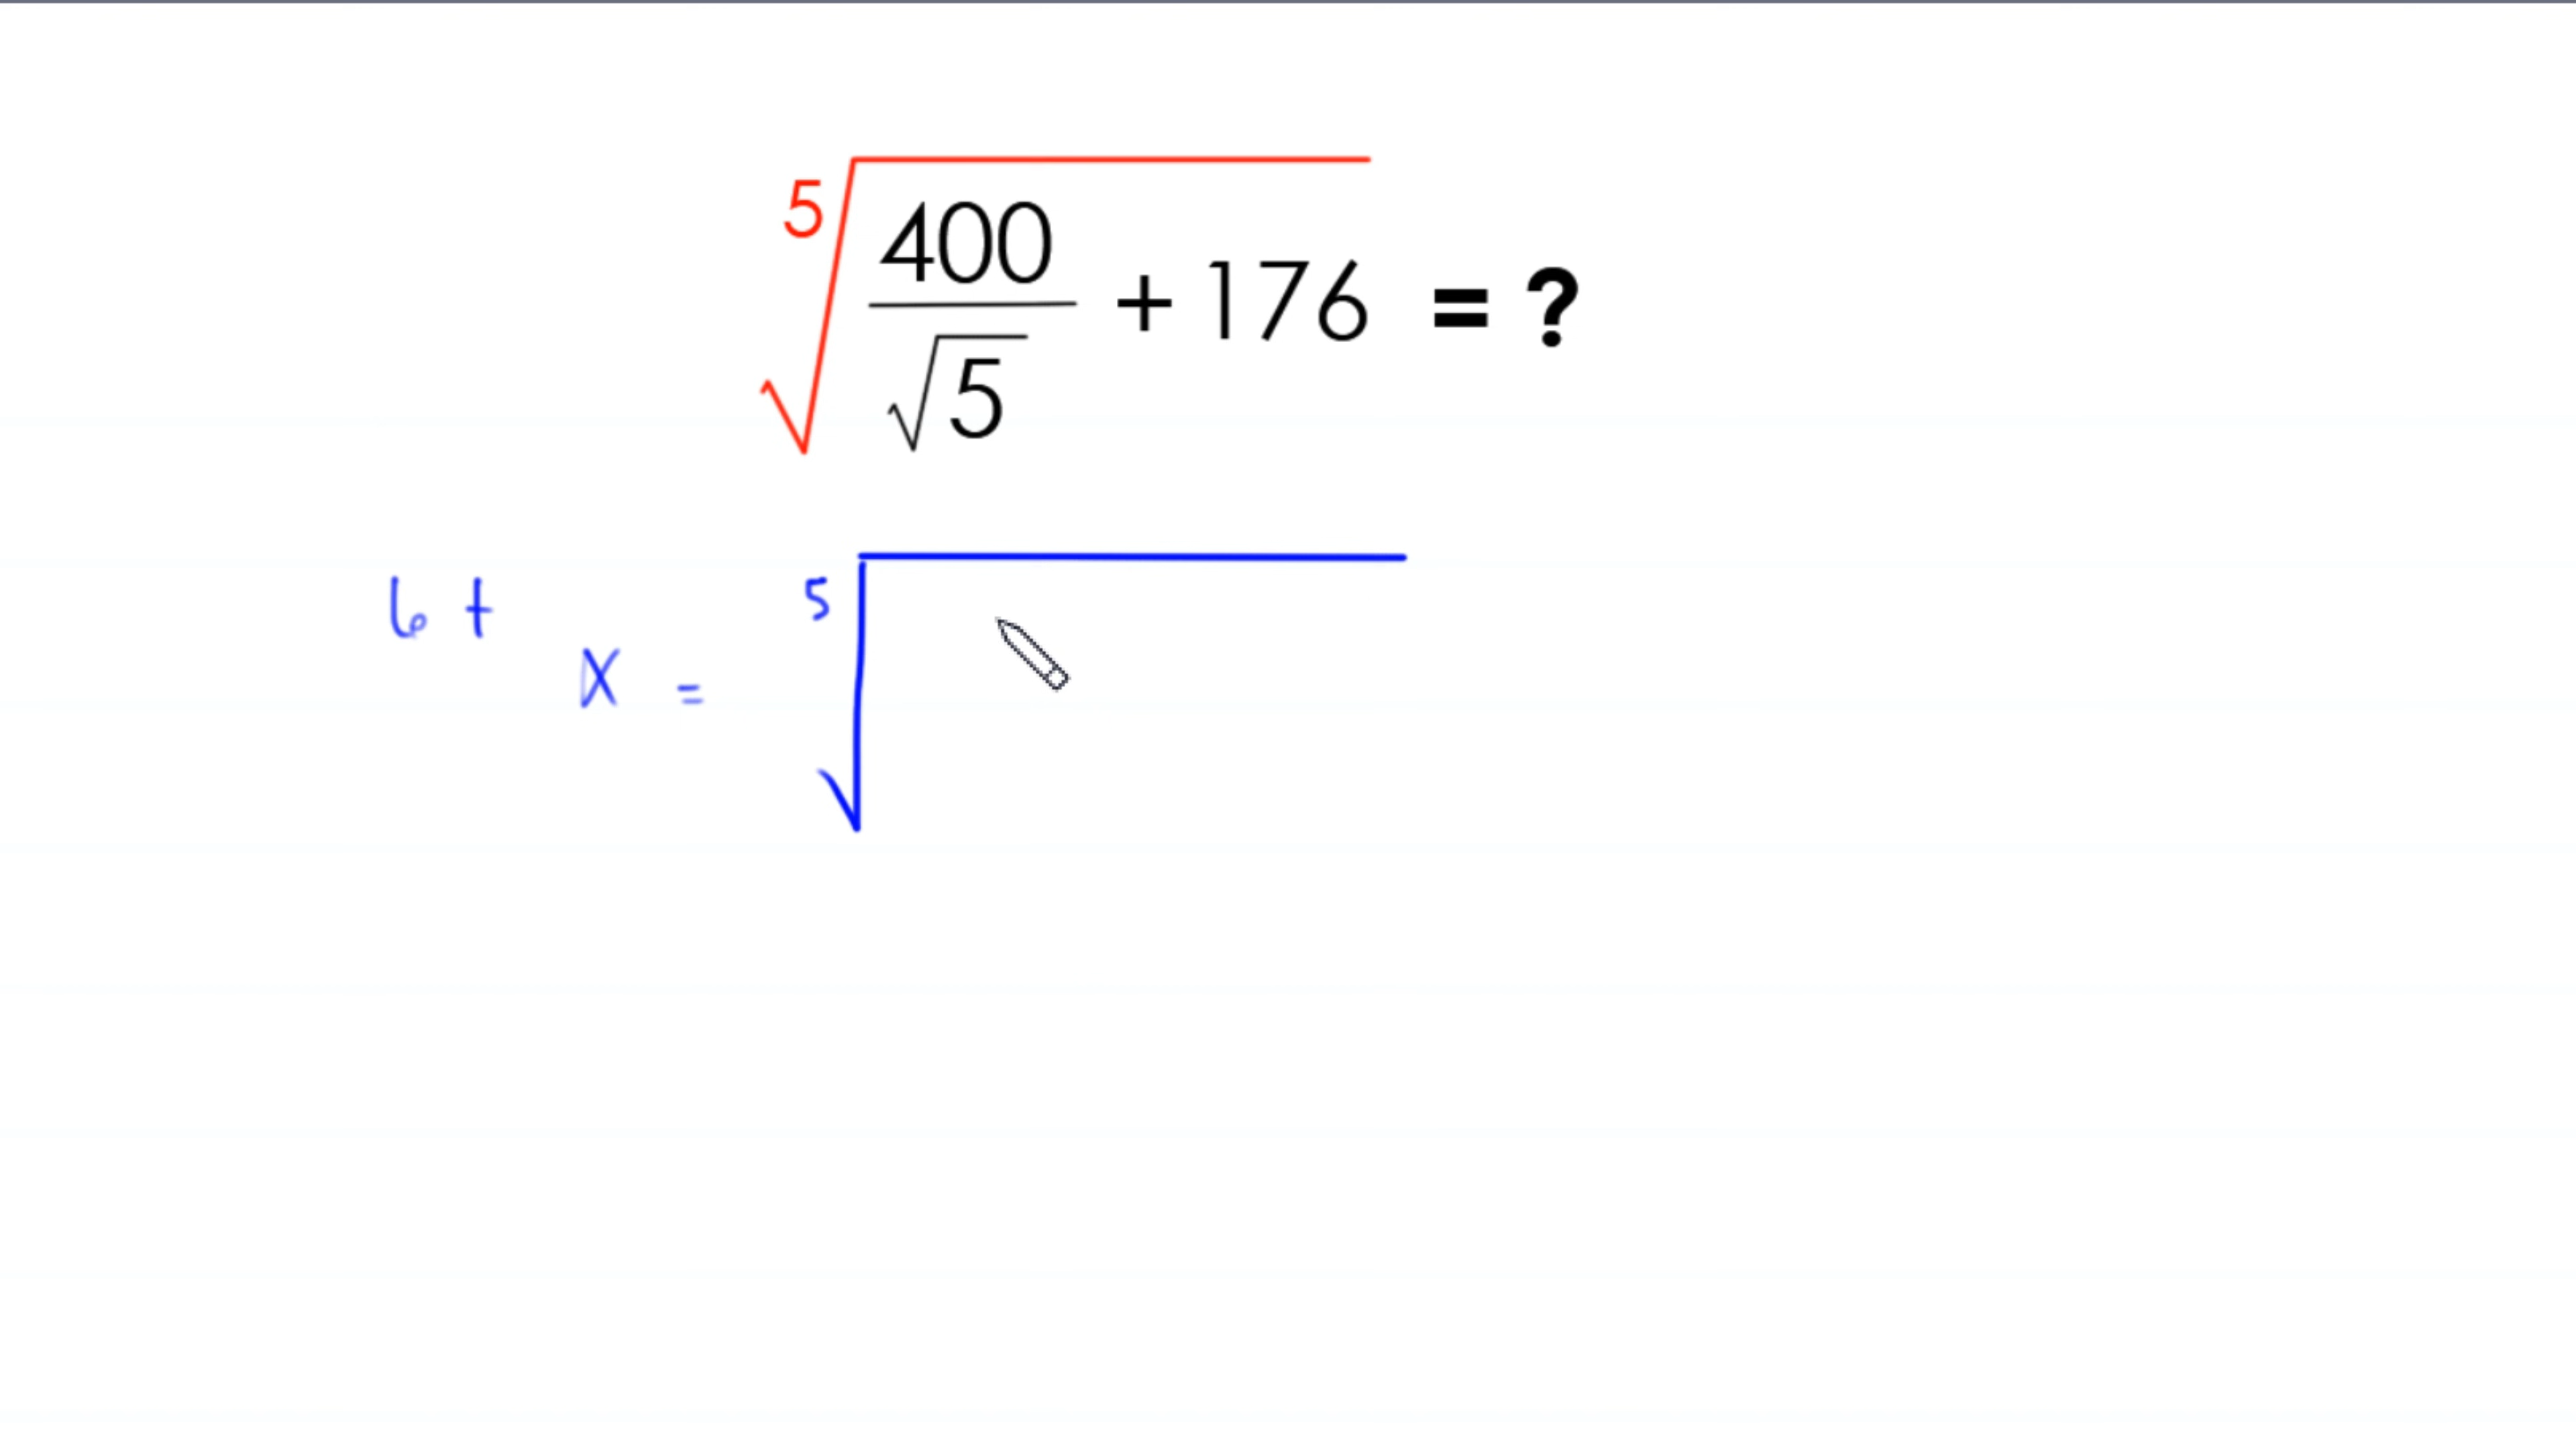 ⁵√(400/√5 + 176) = ?
let x = ⁵√